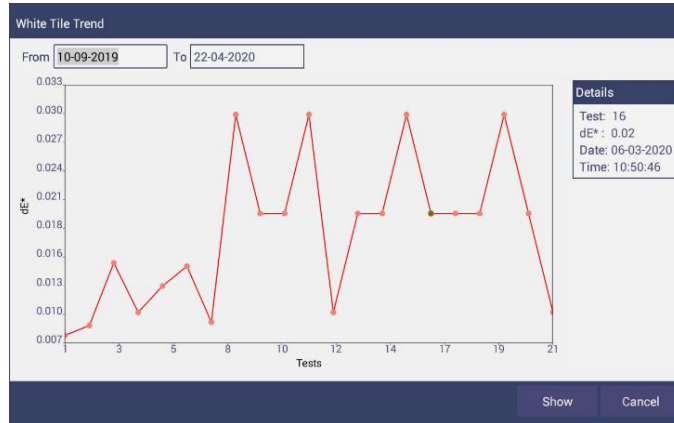 White Tile Trend
From 10-09-2019 To 22-04-2020
0.033
0.030
0.027
0.024
0.021
0.018
0.016
0.013
0.010
0.007
dE*
1 3 5 8 10 12 14 17 19 21
Tests
Details
Test: 16
dE* : 0.02
Date: 06-03-2020
Time: 10:50:46
Show Cancel